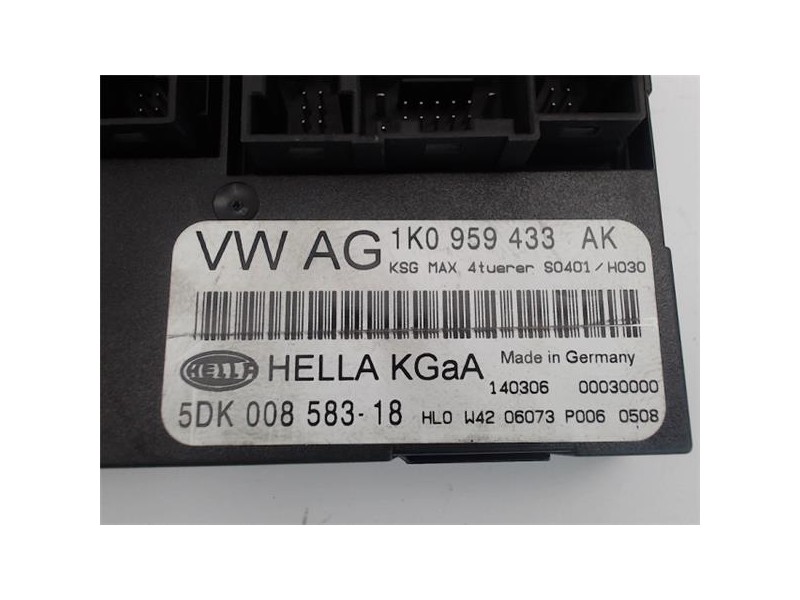 VW AG 1K0 959 433 AK
KSG MAX 4tuerer S0401/H030
HELLA HELLA KGaA Made in Germany
140306 00030000
5DK 008 583-18 HL0 W42 06073 P006 0508